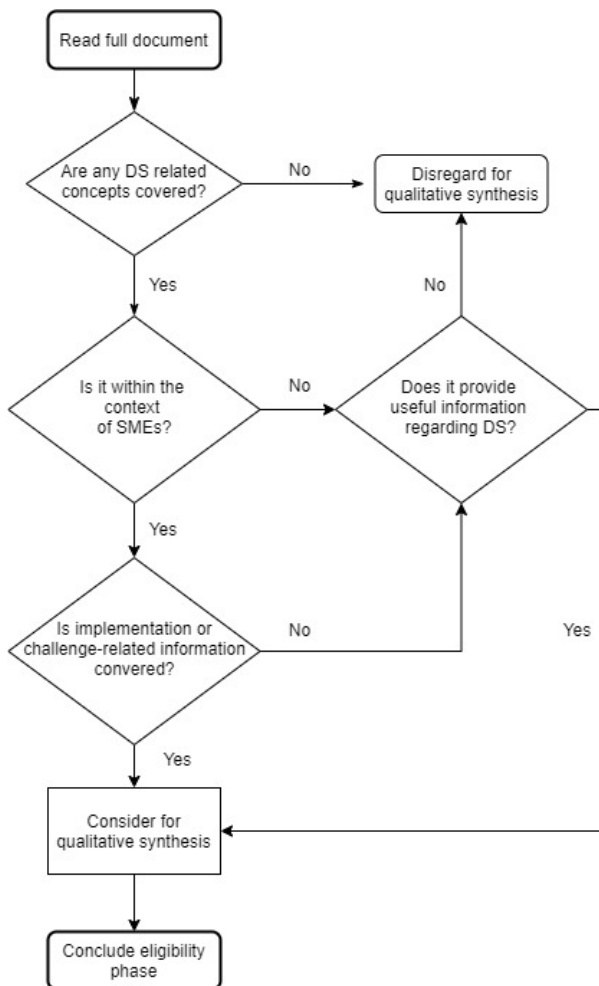 Read full document
Are any DS related
concepts covered?
No
Disregard for
qualitative synthesis
Yes
No
Is it within the
context
of SMEs?
No
Does it provide
useful information
regarding DS?
Yes
Is implementation or
challenge-related information
convered?
No
Yes
Yes
Consider for
qualitative synthesis
Conclude eligibility
phase